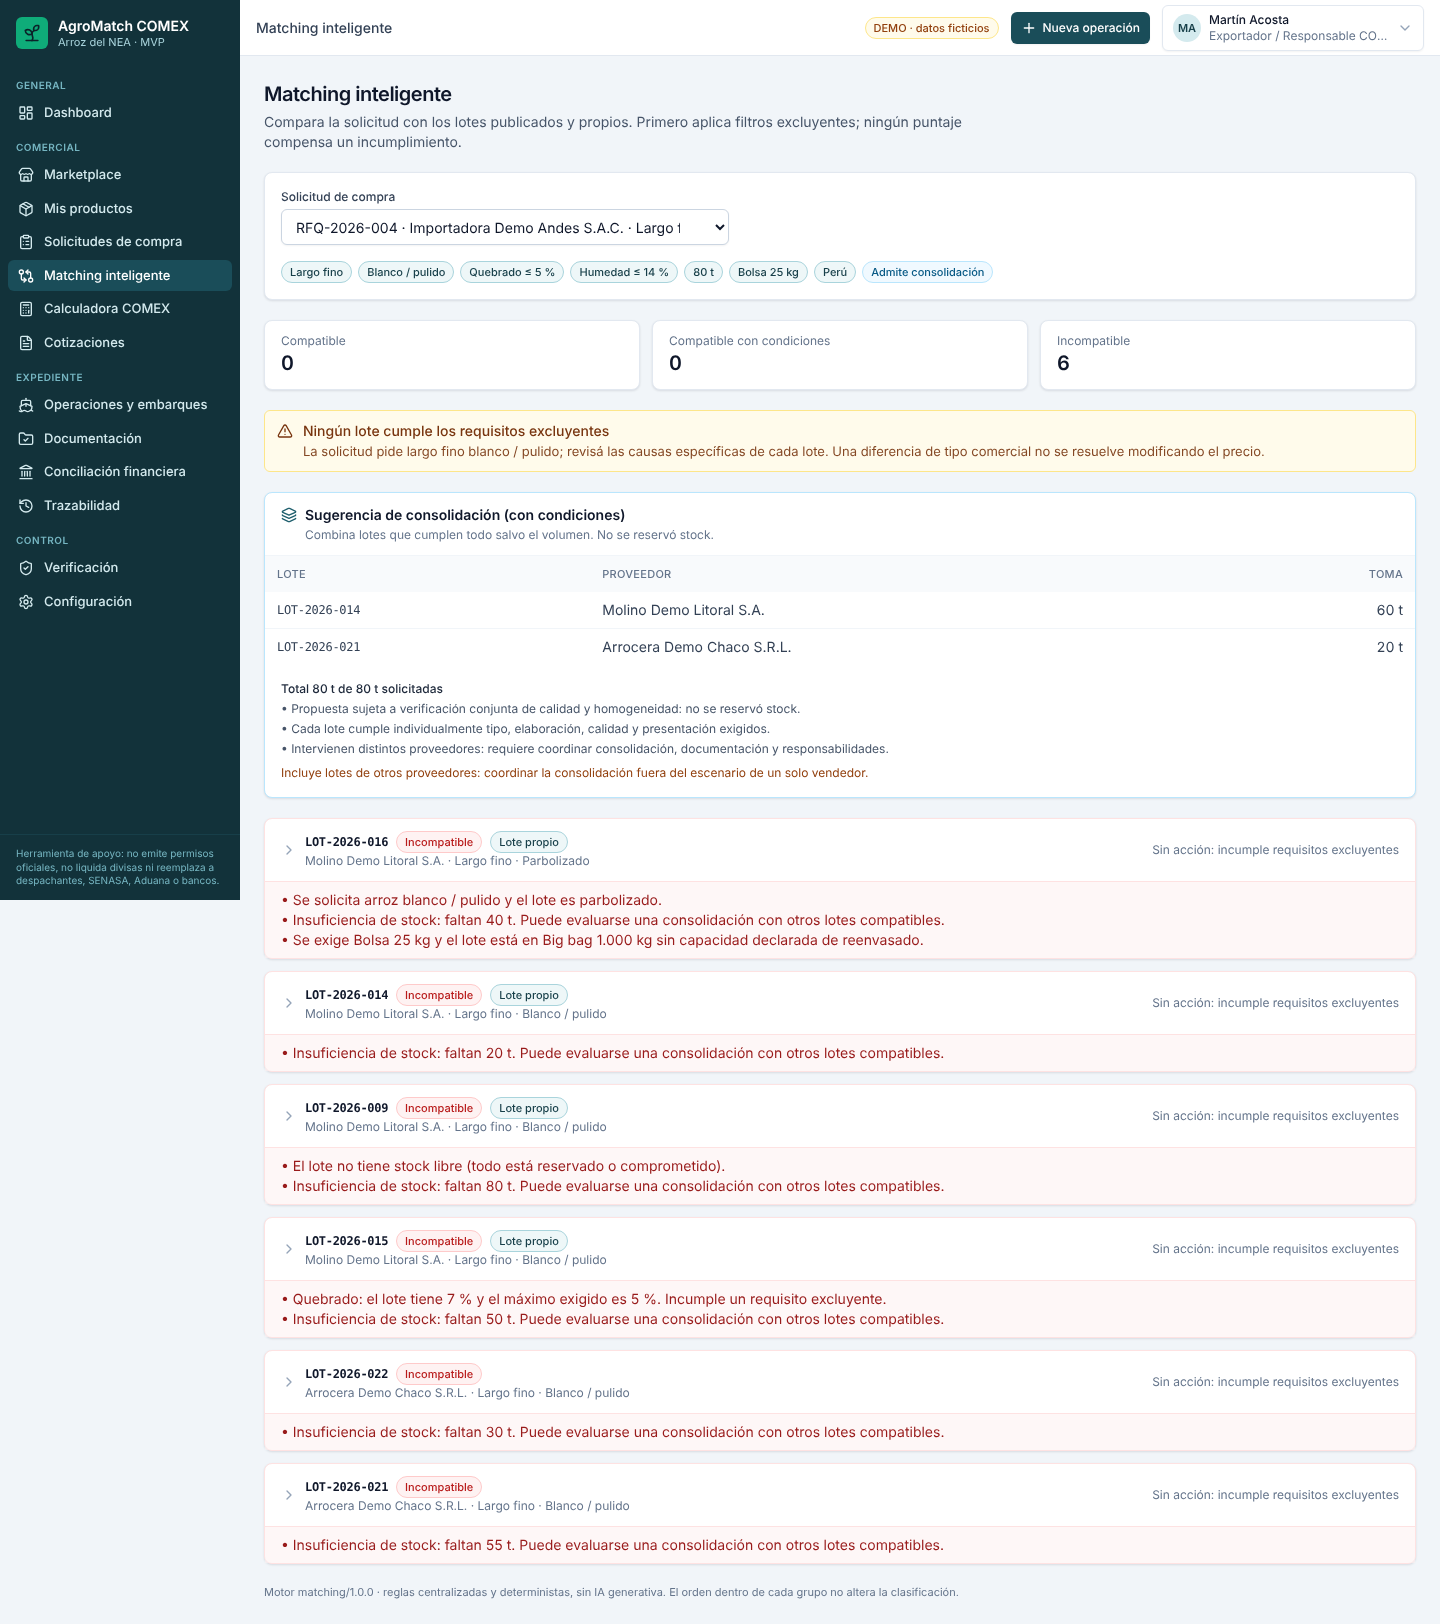 AgroMatch COMEX
Arroz del NEA · MVP
GENERAL
Dashboard
COMERCIAL
Marketplace
Mis productos
Solicitudes de compra
Matching inteligente
Calculadora COMEX
Cotizaciones
EXPEDIENTE
Operaciones y embarques
Documentación
Conciliación financiera
Trazabilidad
CONTROL
Verificación
Configuración
Herramienta de apoyo: no emite permisos
oficiales, no liquida divisas ni reemplaza a
despachantes, SENASA, Aduana o bancos.
Matching inteligente
DEMO · datos ficticios
Nueva operación
MA
Martín Acosta
Exportador / Responsable CO...
Matching inteligente
Compara la solicitud con los lotes publicados y propios. Primero aplica filtros excluyentes; ningún puntaje
compensa un incumplimiento.
Solicitud de compra
RFQ-2026-004 · Importadora Demo Andes S.A.C. · Largo f
Largo fino
Blanco / pulido
Quebrado ≤ 5 %
Humedad ≤ 14 %
80 t
Bolsa 25 kg
Perú
Admite consolidación
Compatible
0
Compatible con condiciones
0
Incompatible
6
Ningún lote cumple los requisitos excluyentes
La solicitud pide largo fino blanco / pulido; revisá las causas específicas de cada lote. Una diferencia de tipo comercial no se resuelve modificando el precio.
Sugerencia de consolidación (con condiciones)
Combina lotes que cumplen todo salvo el volumen. No se reservó stock.
LOTE PROVEEDOR TOMA
LOT-2026-014 Molino Demo Litoral S.A. 60 t
LOT-2026-021 Arrocera Demo Chaco S.R.L. 20 t
Total 80 t de 80 t solicitadas
• Propuesta sujeta a verificación conjunta de calidad y homogeneidad: no se reservó stock.
• Cada lote cumple individualmente tipo, elaboración, calidad y presentación exigidos.
• Intervienen distintos proveedores: requiere coordinar consolidación, documentación y responsabilidades.
Incluye lotes de otros proveedores: coordinar la consolidación fuera del escenario de un solo vendedor.
LOT-2026-016 Incompatible Lote propio
Molino Demo Litoral S.A. · Largo fino · Parbolizado
Sin acción: incumple requisitos excluyentes
• Se solicita arroz blanco / pulido y el lote es parbolizado.
• Insuficiencia de stock: faltan 40 t. Puede evaluarse una consolidación con otros lotes compatibles.
• Se exige Bolsa 25 kg y el lote está en Big bag 1.000 kg sin capacidad declarada de reenvasado.
LOT-2026-014 Incompatible Lote propio
Molino Demo Litoral S.A. · Largo fino · Blanco / pulido
Sin acción: incumple requisitos excluyentes
• Insuficiencia de stock: faltan 20 t. Puede evaluarse una consolidación con otros lotes compatibles.
LOT-2026-009 Incompatible Lote propio
Molino Demo Litoral S.A. · Largo fino · Blanco / pulido
Sin acción: incumple requisitos excluyentes
• El lote no tiene stock libre (todo está reservado o comprometido).
• Insuficiencia de stock: faltan 80 t. Puede evaluarse una consolidación con otros lotes compatibles.
LOT-2026-015 Incompatible Lote propio
Molino Demo Litoral S.A. · Largo fino · Blanco / pulido
Sin acción: incumple requisitos excluyentes
• Quebrado: el lote tiene 7 % y el máximo exigido es 5 %. Incumple un requisito excluyente.
• Insuficiencia de stock: faltan 50 t. Puede evaluarse una consolidación con otros lotes compatibles.
LOT-2026-022 Incompatible
Arrocera Demo Chaco S.R.L. · Largo fino · Blanco / pulido
Sin acción: incumple requisitos excluyentes
• Insuficiencia de stock: faltan 30 t. Puede evaluarse una consolidación con otros lotes compatibles.
LOT-2026-021 Incompatible
Arrocera Demo Chaco S.R.L. · Largo fino · Blanco / pulido
Sin acción: incumple requisitos excluyentes
• Insuficiencia de stock: faltan 55 t. Puede evaluarse una consolidación con otros lotes compatibles.
Motor matching/1.0.0 · reglas centralizadas y deterministas, sin IA generativa. El orden dentro de cada grupo no altera la clasificación.